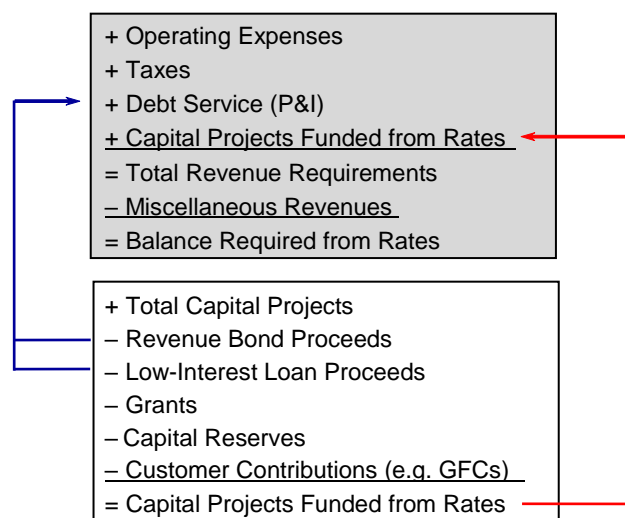 + Operating Expenses
+ Taxes
+ Debt Service (P&I)
+ Capital Projects Funded from Rates
= Total Revenue Requirements
– Miscellaneous Revenues
= Balance Required from Rates
+ Total Capital Projects
– Revenue Bond Proceeds
– Low-Interest Loan Proceeds
– Grants
– Capital Reserves
– Customer Contributions (e.g. GFCs)
= Capital Projects Funded from Rates